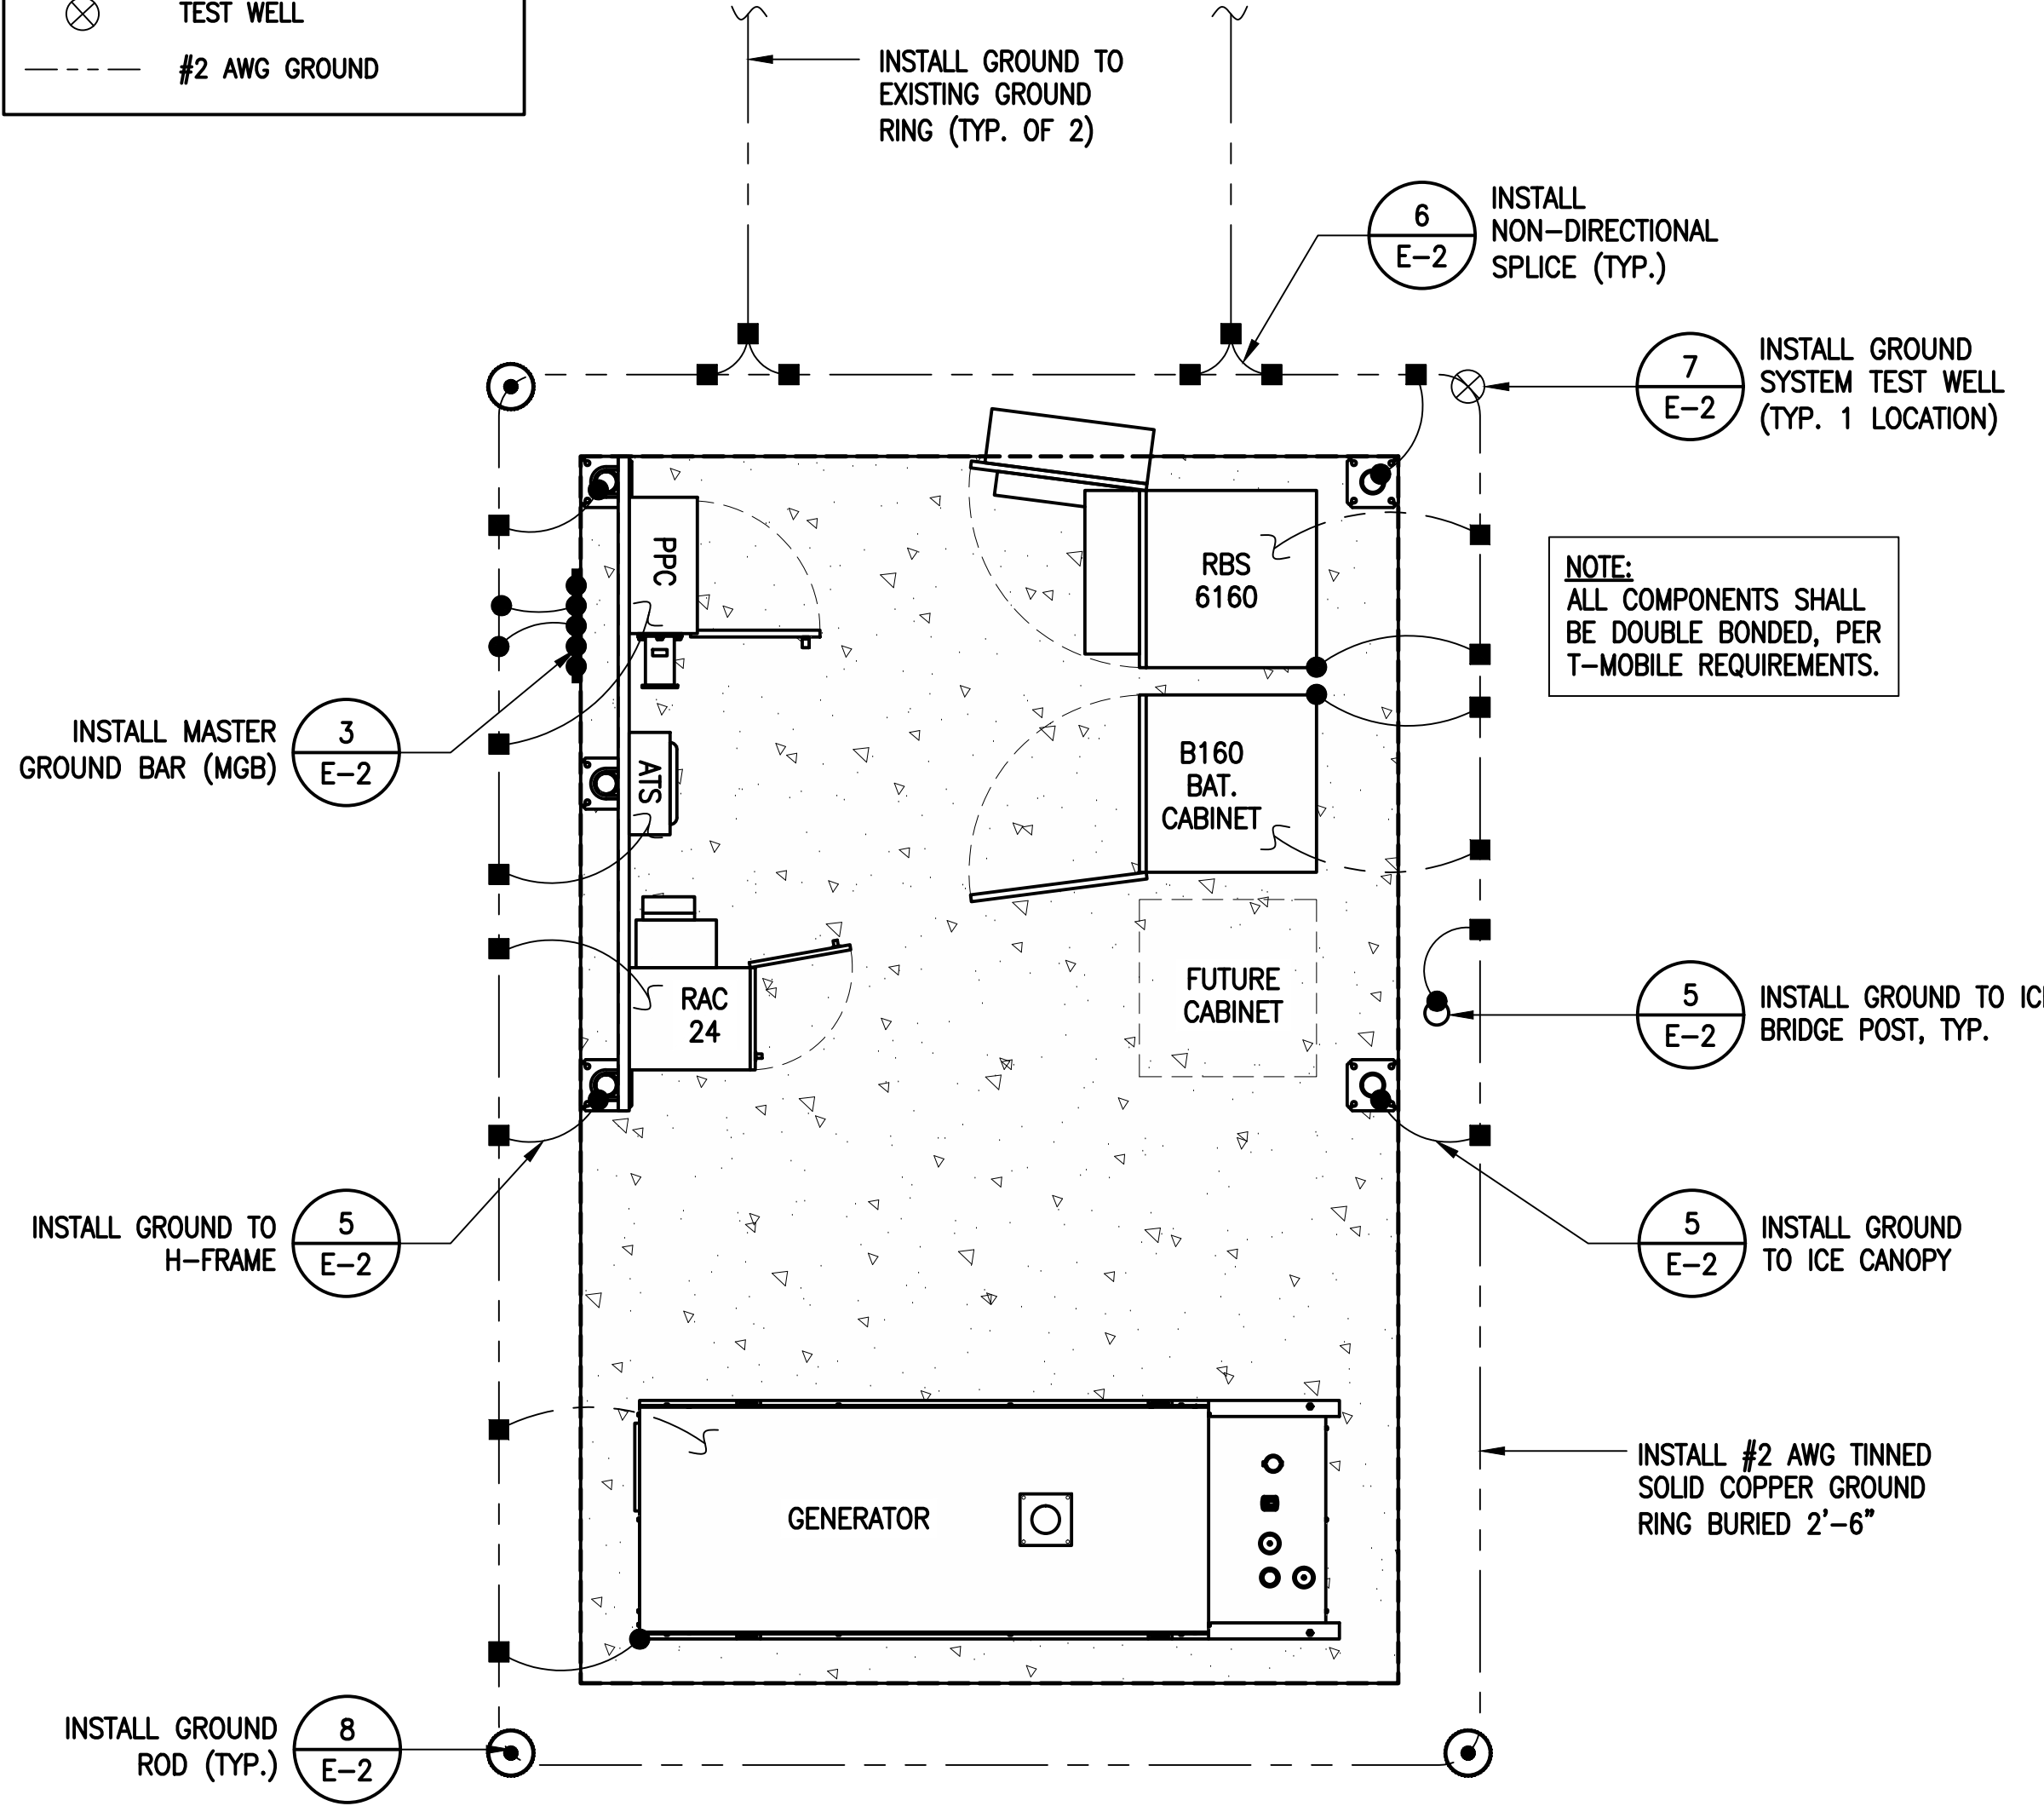 TEST WELL
#2 AWG GROUND
INSTALL GROUND TO
EXISTING GROUND
RING (TYP. OF 2)
6
E-2
INSTALL
NON-DIRECTIONAL
SPLICE (TYP.)
7
E-2
INSTALL GROUND
SYSTEM TEST WELL
(TYP. 1 LOCATION)
NOTE:
ALL COMPONENTS SHALL
BE DOUBLE BONDED, PER
T-MOBILE REQUIREMENTS.
PPC
RBS
6160
INSTALL MASTER
GROUND BAR (MGB)
3
E-2
ATS
B160
BAT.
CABINET
RAC
24
FUTURE
CABINET
5
E-2
INSTALL GROUND TO
BRIDGE POST, TYP.
INSTALL GROUND TO
H-FRAME
5
E-2
5
E-2
INSTALL GROUND
TO ICE CANOPY
GENERATOR
INSTALL #2 AWG TINNED
SOLID COPPER GROUND
RING BURIED 2'-6"
INSTALL GROUND
ROD (TYP.)
8
E-2